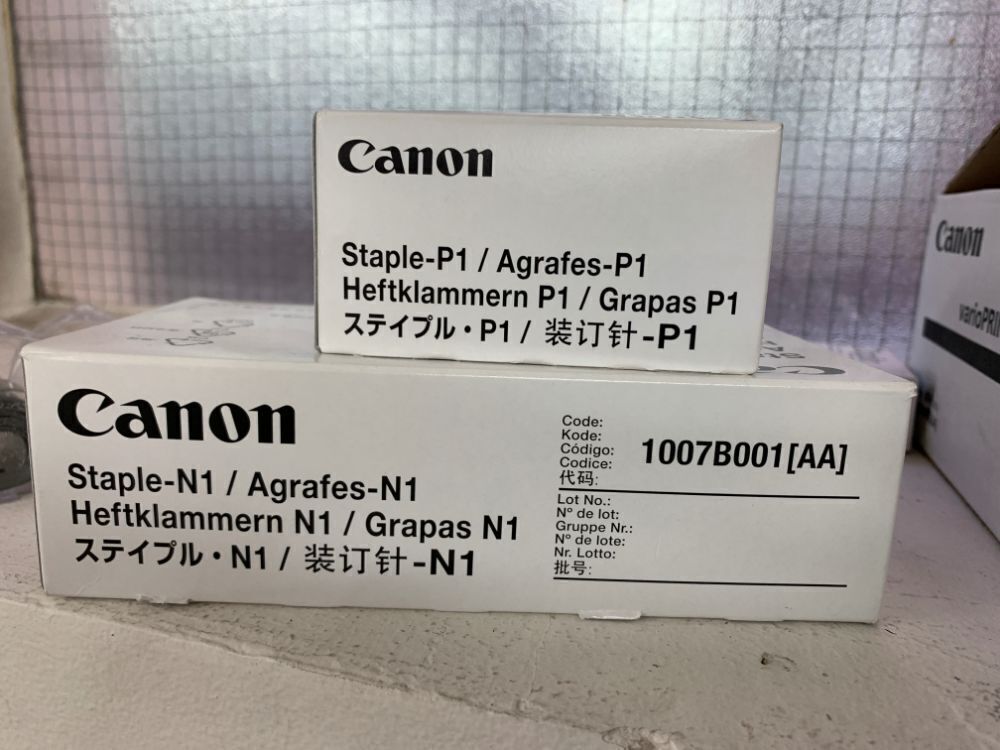 Canon
Staple-P1 / Agrafes-P1
Heftklammern P1 / Grapas P1
ステイプル・P1 / 装订针-P1
Canon
Staple-N1 / Agrafes-N1
Heftklammern N1 / Grapas N1
ステイプル・N1 / 装订针-N1
Code:
Kode:
Código:
Codice:
代码:
1007B001[AA]
Lot No.:
Nº de lot:
Gruppe Nr.:
Nº de lote:
Nr. Lotto:
批号:
Canon
varioPRI